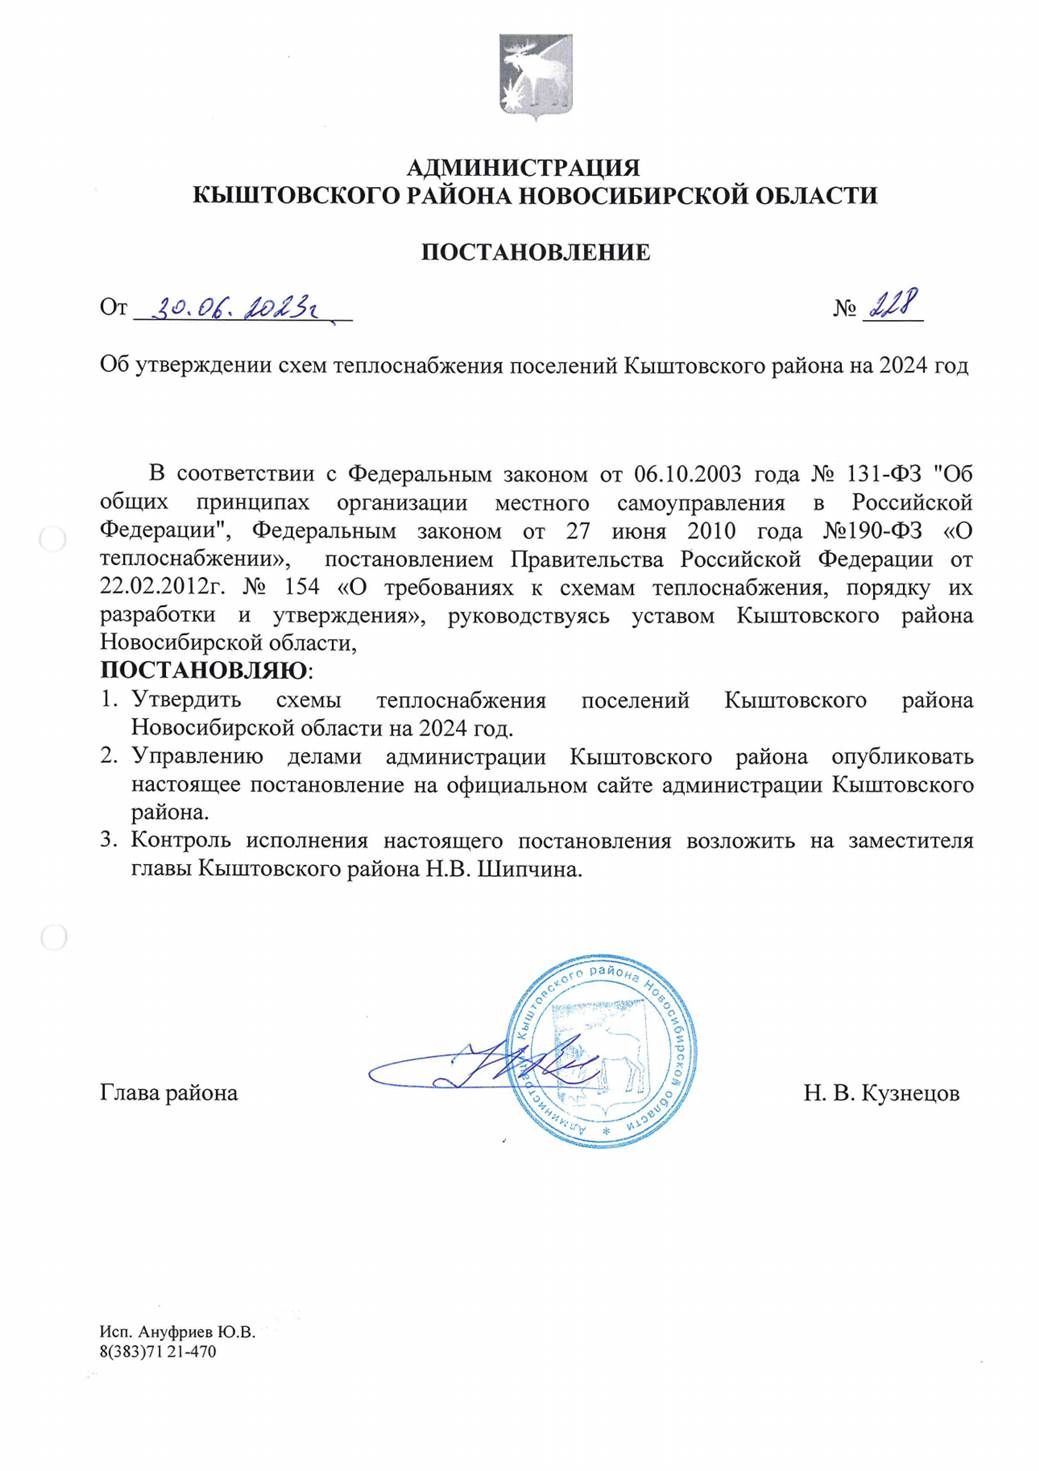 АДМИНИСТРАЦИЯ
КЫШТОВСКОГО РАЙОНА НОВОСИБИРСКОЙ ОБЛАСТИ
ПОСТАНОВЛЕНИЕ
От 30.06.2023г № 228
Об утверждении схем теплоснабжения поселений Кыштовского района на 2024 год
В соответствии с Федеральным законом от 06.10.2003 года № 131-ФЗ "Об
общих принципах организации местного самоуправления в Российской
Федерации", Федеральным законом от 27 июня 2010 года №190-ФЗ «О
теплоснабжении», постановлением Правительства Российской Федерации от
22.02.2012г. № 154 «О требованиях к схемам теплоснабжения, порядку их
разработки и утверждения», руководствуясь уставом Кыштовского района
Новосибирской области,
ПОСТАНОВЛЯЮ:
1. Утвердить схемы теплоснабжения поселений Кыштовского района
Новосибирской области на 2024 год.
2. Управлению делами администрации Кыштовского района опубликовать
настоящее постановление на официальном сайте администрации Кыштовского
района.
3. Контроль исполнения настоящего постановления возложить на заместителя
главы Кыштовского района Н.В. Шипчина.
Администрация Кыштовского района Новосибирской области *
Глава района Н. В. Кузнецов
Исп. Ануфриев Ю.В.
8(383)71 21-470